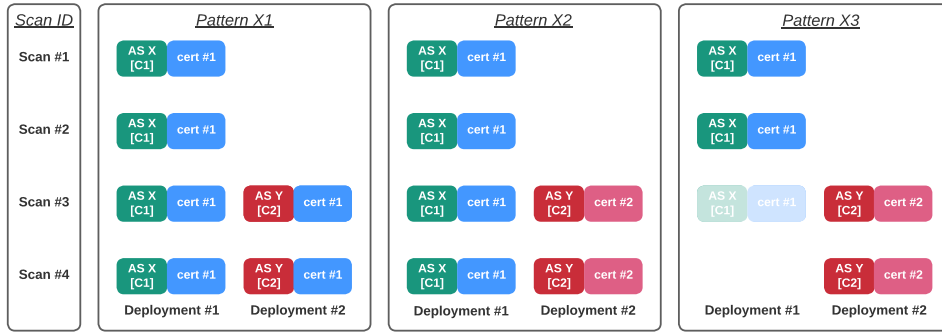 Scan ID
Pattern X1
Pattern X2
Pattern X3
Scan #1
AS X
[C1]
cert #1
AS X
[C1]
cert #1
AS X
[C1]
cert #1
Scan #2
AS X
[C1]
cert #1
AS X
[C1]
cert #1
AS X
[C1]
cert #1
Scan #3
AS X
[C1]
cert #1
AS Y
[C2]
cert #1
AS X
[C1]
cert #1
AS Y
[C2]
cert #2
AS X
[C1]
cert #1
AS Y
[C2]
cert #2
Scan #4
AS X
[C1]
cert #1
AS Y
[C2]
cert #1
AS X
[C1]
cert #1
AS Y
[C2]
cert #2
AS Y
[C2]
cert #2
Deployment #1
Deployment #2
Deployment #1
Deployment #2
Deployment #1
Deployment #2